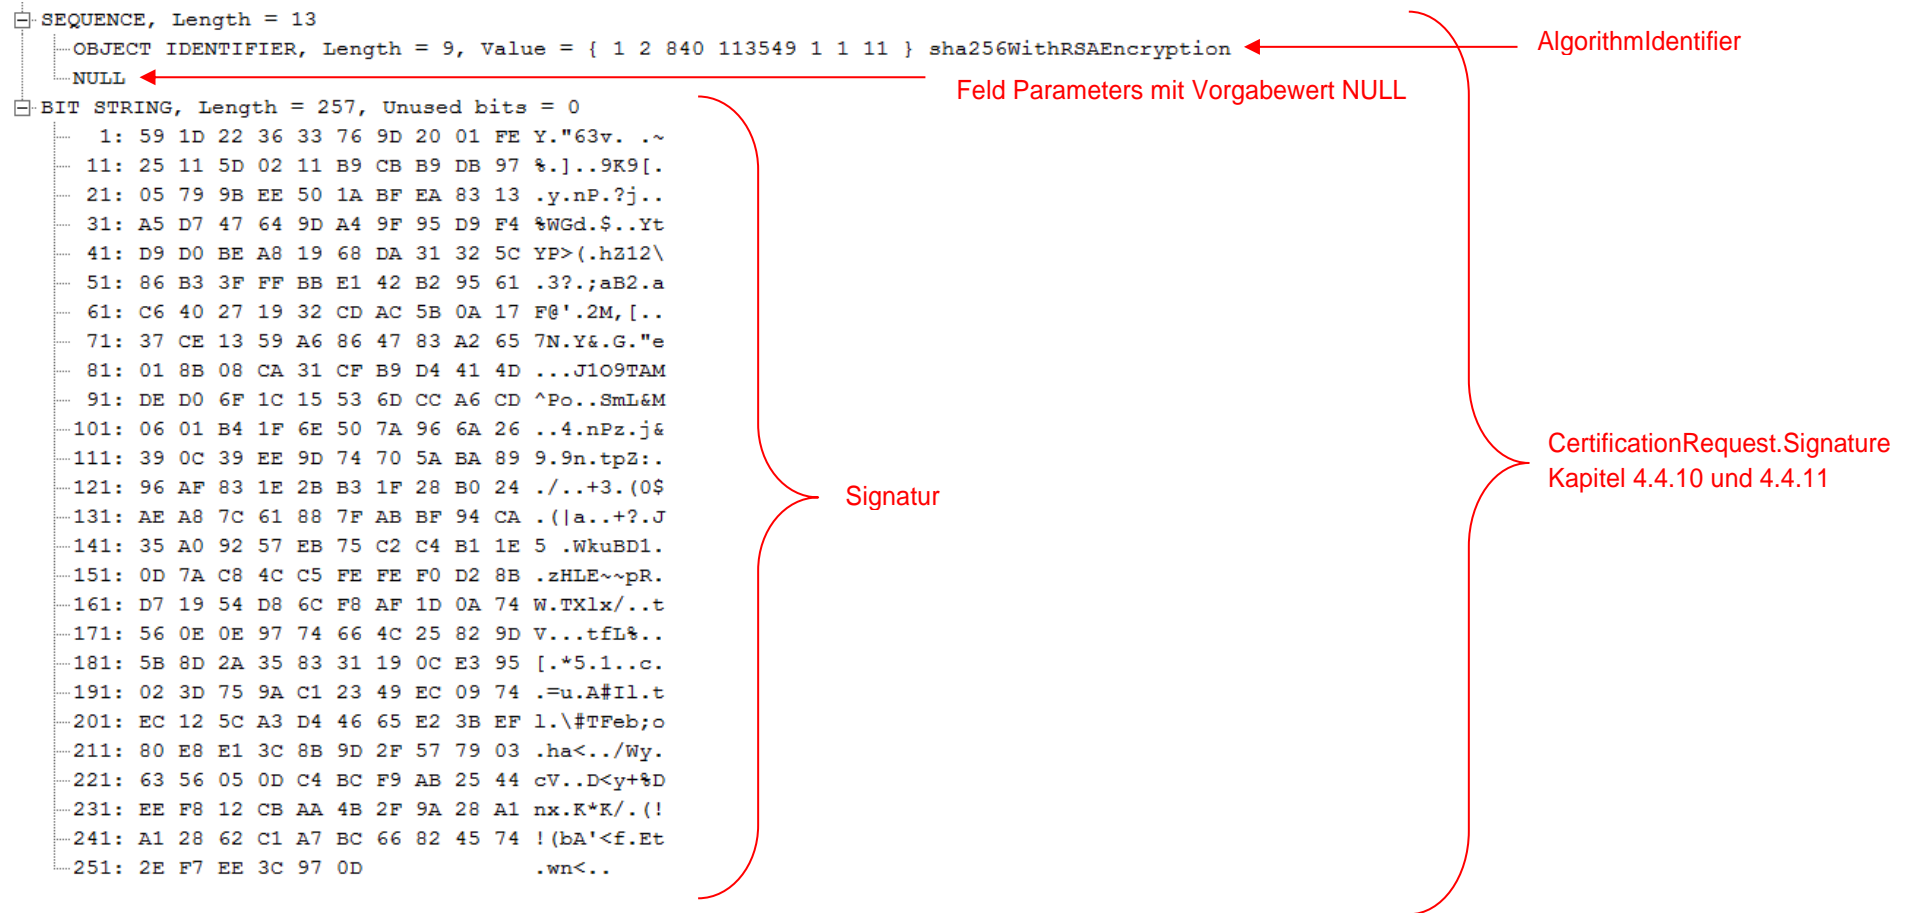 SEQUENCE, Length = 13
OBJECT IDENTIFIER, Length = 9, Value = { 1 2 840 113549 1 1 11 } sha256WithRSAEncryption
AlgorithmIdentifier
NULL
Feld Parameters mit Vorgabewert NULL
BIT STRING, Length = 257, Unused bits = 0
1: 59 1D 22 36 33 76 9D 20 01 FE Y."63v. .~
11: 25 11 5D 02 11 B9 CB B9 DB 97 %.]..9K9[.
21: 05 79 9B EE 50 1A BF EA 83 13 .y.nP.?j..
31: A5 D7 47 64 9D A4 9F 95 D9 F4 %WGd.$..Yt
41: D9 D0 BE A8 19 68 DA 31 32 5C YP>(.hZ12\
51: 86 B3 3F FF BB E1 42 B2 95 61 .3?.;aB2.a
61: C6 40 27 19 32 CD AC 5B 0A 17 F@'.2M,[..
71: 37 CE 13 59 A6 86 47 83 A2 65 7N.Y&.G."e
81: 01 8B 08 CA 31 CF B9 D4 41 4D ...J1O9TAM
91: DE D0 6F 1C 15 53 6D CC A6 CD ^Po..SmL&M
101: 06 01 B4 1F 6E 50 7A 96 6A 26 ..4.nPz.j&
111: 39 0C 39 EE 9D 74 70 5A BA 89 9.9n.tpZ:.
121: 96 AF 83 1E 2B B3 1F 28 B0 24 ./..+3.(0$
131: AE A8 7C 61 88 7F AB BF 94 CA .(|a..+?.J
141: 35 A0 92 57 EB 75 C2 C4 B1 1E 5 .WkuBD1.
151: 0D 7A C8 4C C5 FE FE F0 D2 8B .zHLE~~pR.
161: D7 19 54 D8 6C F8 AF 1D 0A 74 W.TXlx/..t
171: 56 0E 0E 97 74 66 4C 25 82 9D V...tfL%..
181: 5B 8D 2A 35 83 31 19 0C E3 95 [.*5.1..c.
191: 02 3D 75 9A C1 23 49 EC 09 74 .=u.A#Il.t
201: EC 12 5C A3 D4 46 65 E2 3B EF l.\#TFeb;o
211: 80 E8 E1 3C 8B 9D 2F 57 79 03 .ha<../Wy.
221: 63 56 05 0D C4 BC F9 AB 25 44 cV..D<y+%D
231: EE F8 12 CB AA 4B 2F 9A 28 A1 nx.K*K/.(!
241: A1 28 62 C1 A7 BC 66 82 45 74 !(bA'<f.Et
251: 2E F7 EE 3C 97 0D .wn<..
Signatur
CertificationRequest.Signature
Kapitel 4.4.10 und 4.4.11